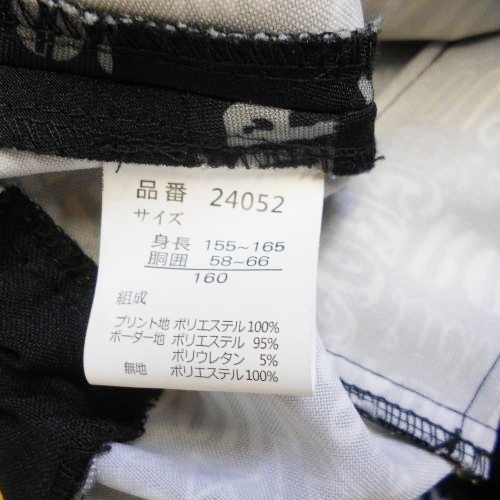 品番 24052
サイズ
身長 155~165
胴囲 58~66
160
組成
プリント地 ポリエステル100%
ボーダー地 ポリエステル 95%
ポリウレタン 5%
無地 ポリエステル100%